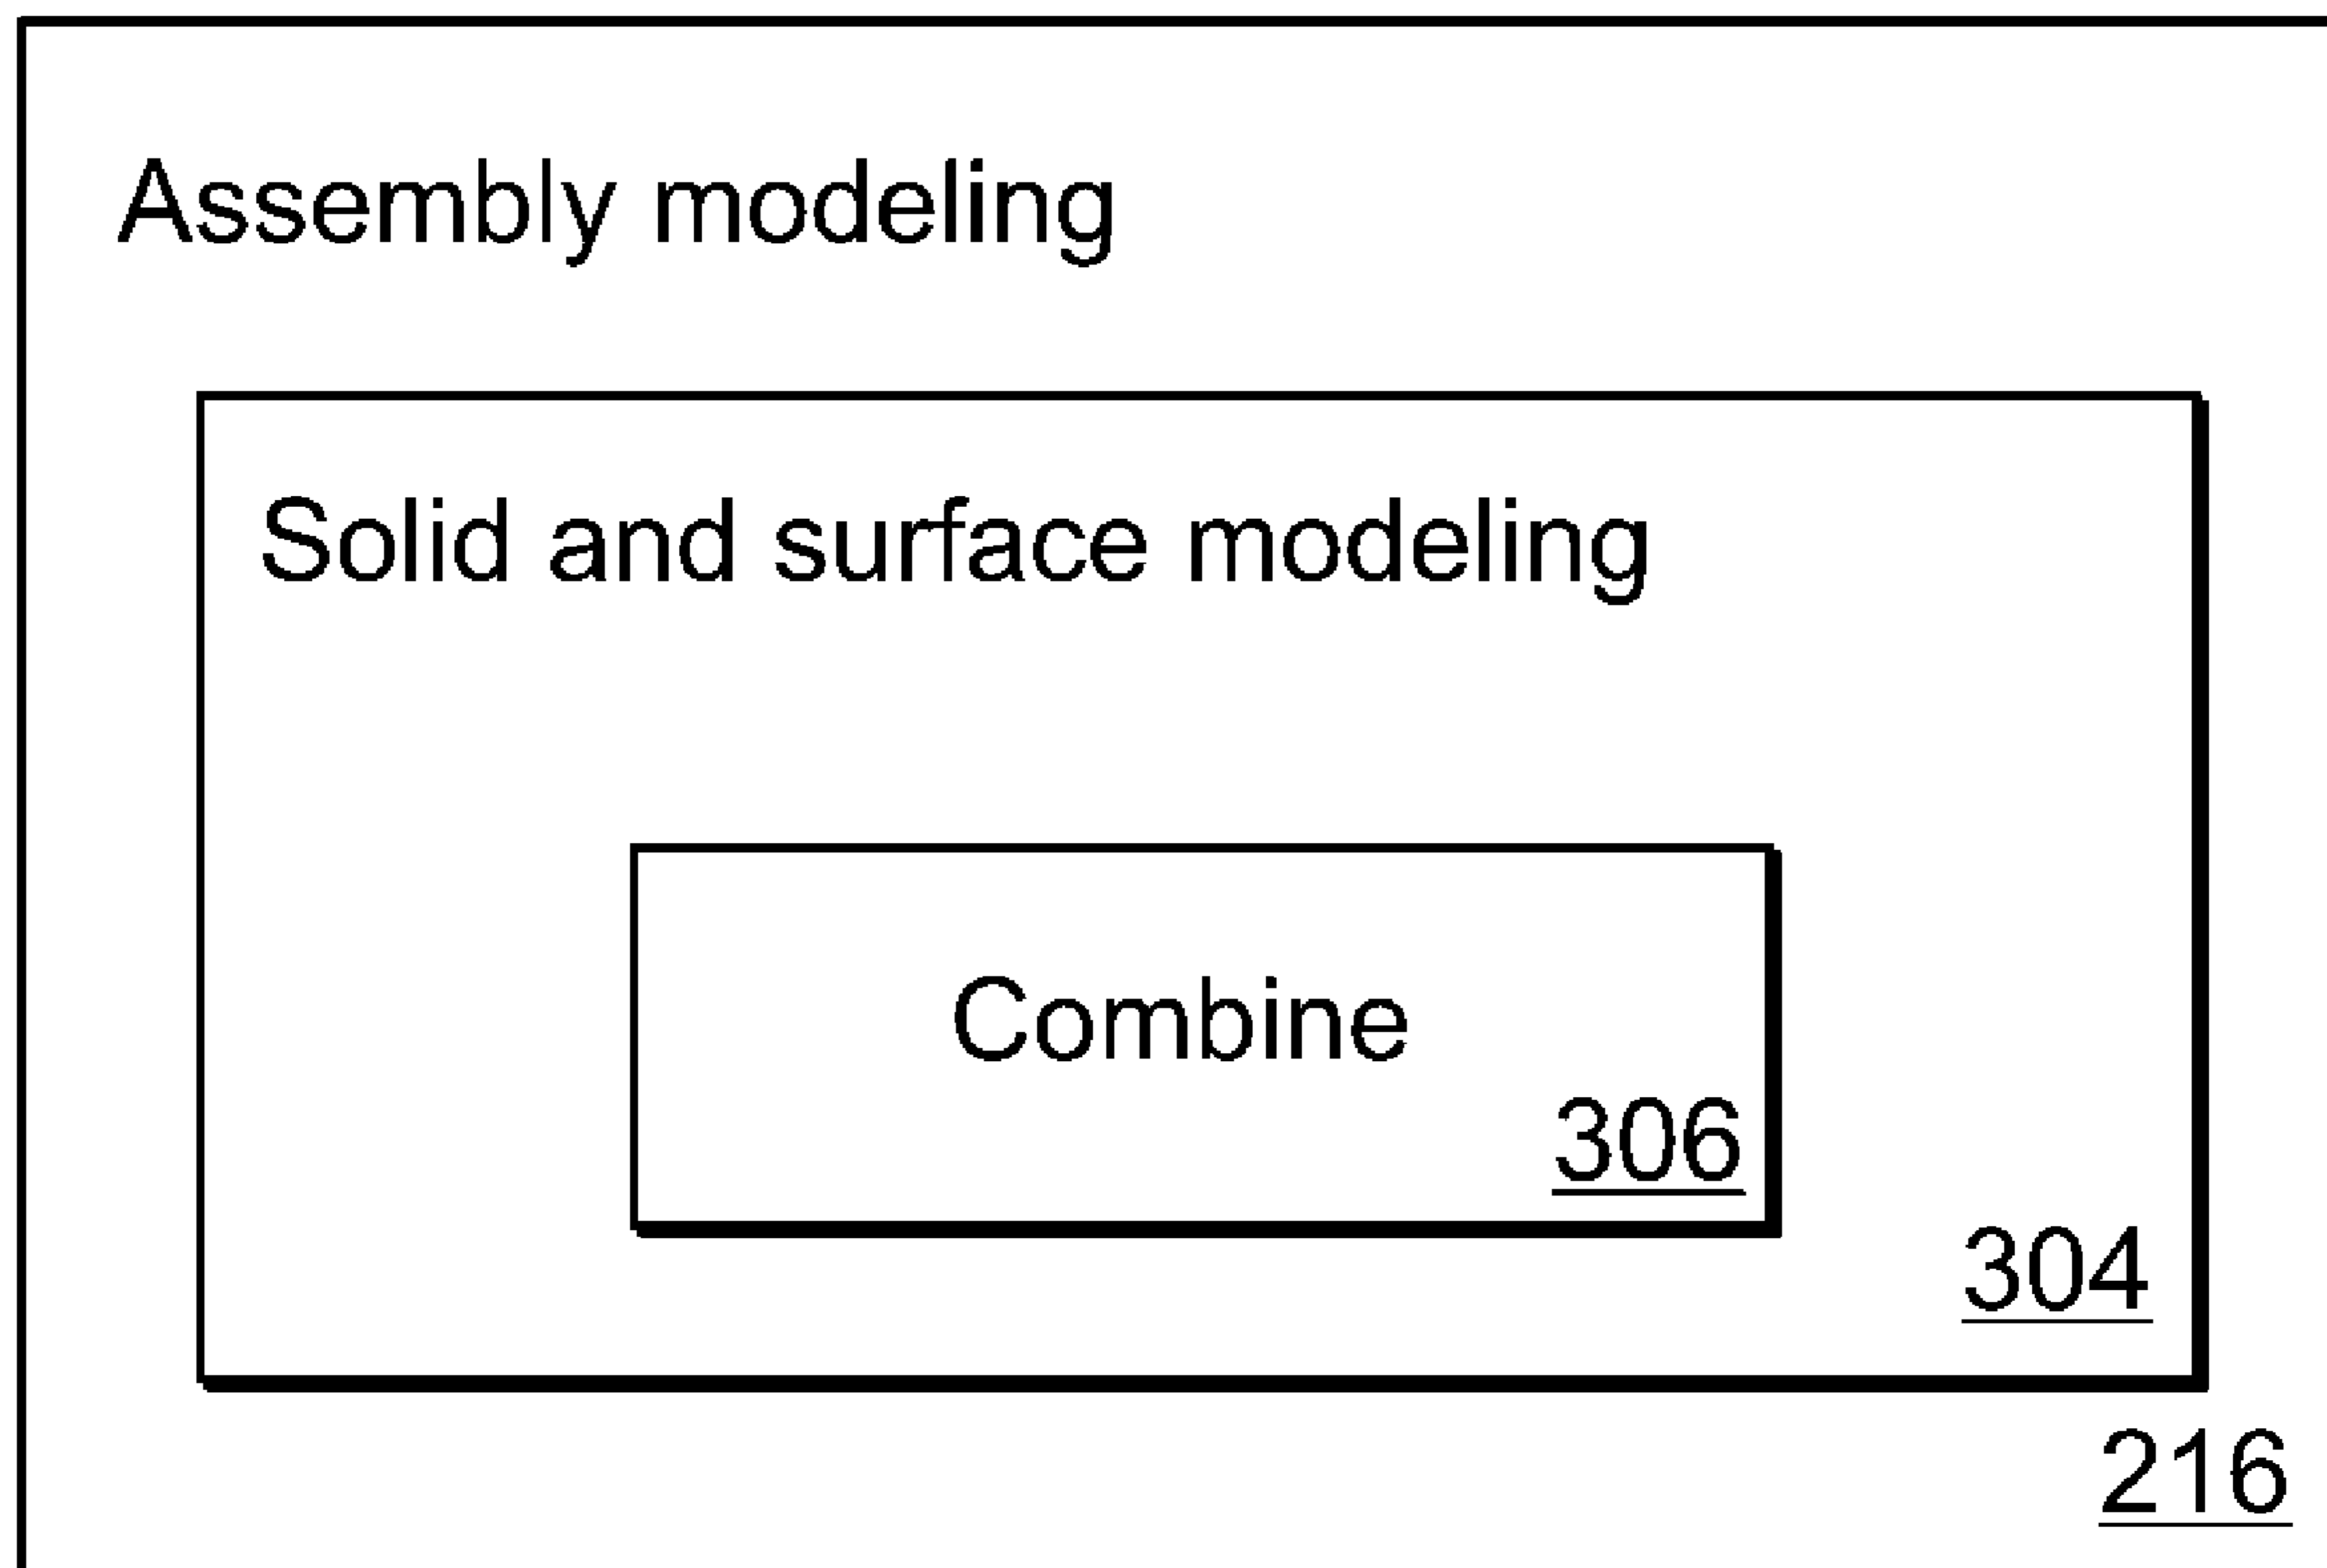 Assembly modeling
Solid and surface modeling
Combine
306
304
216